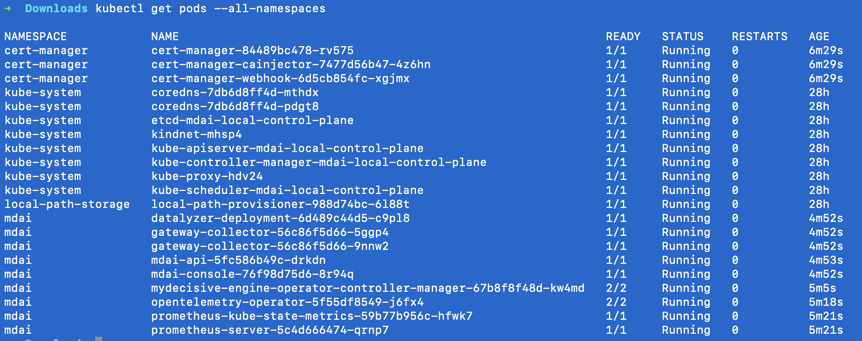 → Downloads kubectl get pods --all-namespaces
NAMESPACE NAME READY STATUS RESTARTS AGE
cert-manager cert-manager-84489bc478-rv575 1/1 Running 0 6m29s
cert-manager cert-manager-cainjector-7477d56b47-4z6hn 1/1 Running 0 6m29s
cert-manager cert-manager-webhook-6d5cb854fc-xgjmx 1/1 Running 0 6m29s
kube-system coredns-7db6d8ff4d-mthdx 1/1 Running 0 28h
kube-system coredns-7db6d8ff4d-pdgt8 1/1 Running 0 28h
kube-system etcd-mdai-local-control-plane 1/1 Running 0 28h
kube-system kindnet-mhsp4 1/1 Running 0 28h
kube-system kube-apiserver-mdai-local-control-plane 1/1 Running 0 28h
kube-system kube-controller-manager-mdai-local-control-plane 1/1 Running 0 28h
kube-system kube-proxy-hdv24 1/1 Running 0 28h
kube-system kube-scheduler-mdai-local-control-plane 1/1 Running 0 28h
local-path-storage local-path-provisioner-988d74bc-6l88t 1/1 Running 0 28h
mdai datalyzer-deployment-6d489c44d5-c9pl8 1/1 Running 0 4m52s
mdai gateway-collector-56c86f5d66-5ggp4 1/1 Running 0 4m52s
mdai gateway-collector-56c86f5d66-9nnw2 1/1 Running 0 4m52s
mdai mdai-api-5fc586b49c-drkdn 1/1 Running 0 4m53s
mdai mdai-console-76f98d75d6-8r94q 1/1 Running 0 4m52s
mdai mydecisive-engine-operator-controller-manager-67b8f8f48d-kw4md 2/2 Running 0 5m5s
mdai opentelemetry-operator-5f55df8549-j6fx4 2/2 Running 0 5m18s
mdai prometheus-kube-state-metrics-59b77b956c-hfwk7 1/1 Running 0 5m21s
mdai prometheus-server-5c4d666474-qrnp7 1/1 Running 0 5m21s